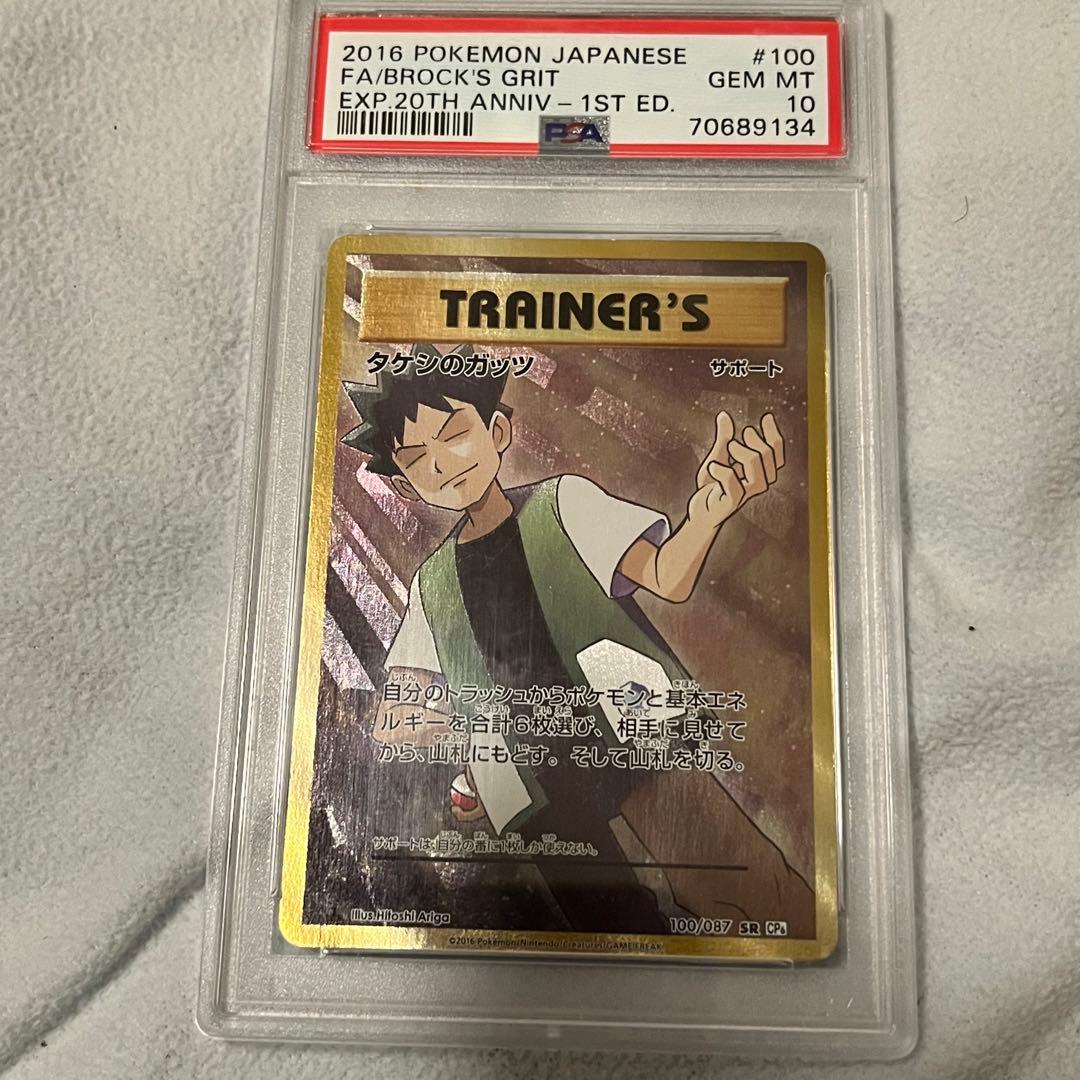 2016 POKEMON JAPANESE #100
FA/BROCK'S GRIT GEM MT
EXP.20TH ANNIV - 1ST ED. 10
PSA 70689134
TRAINER'S
タケシのガッツ サポート
自分のトラッシュからポケモンと基本エネ
ルギーを合計6枚選び、相手に見せて
から、山札にもどす。そして山札を切る。
サポートは、自分の番に1枚しか使えない。
Illus.Hitoshi Ariga 100/087 SR CP6
©2016 Pokémon/Nintendo/Creatures/GAMEFREAK